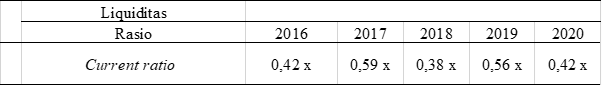 Liquiditas
Rasio 2016 2017 2018 2019 2020
Current ratio 0,42 x 0,59 x 0,38 x 0,56 x 0,42 x